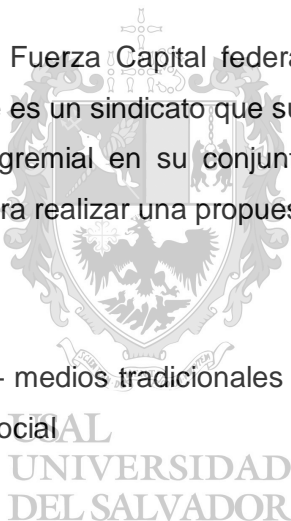 Fuerza Capital federa
es un sindicato que su
gremial en su conjunt
ra realizar una propues
- medios tradicionales
ocial
USAL
UNIVERSIDAD
DEL SALVADOR